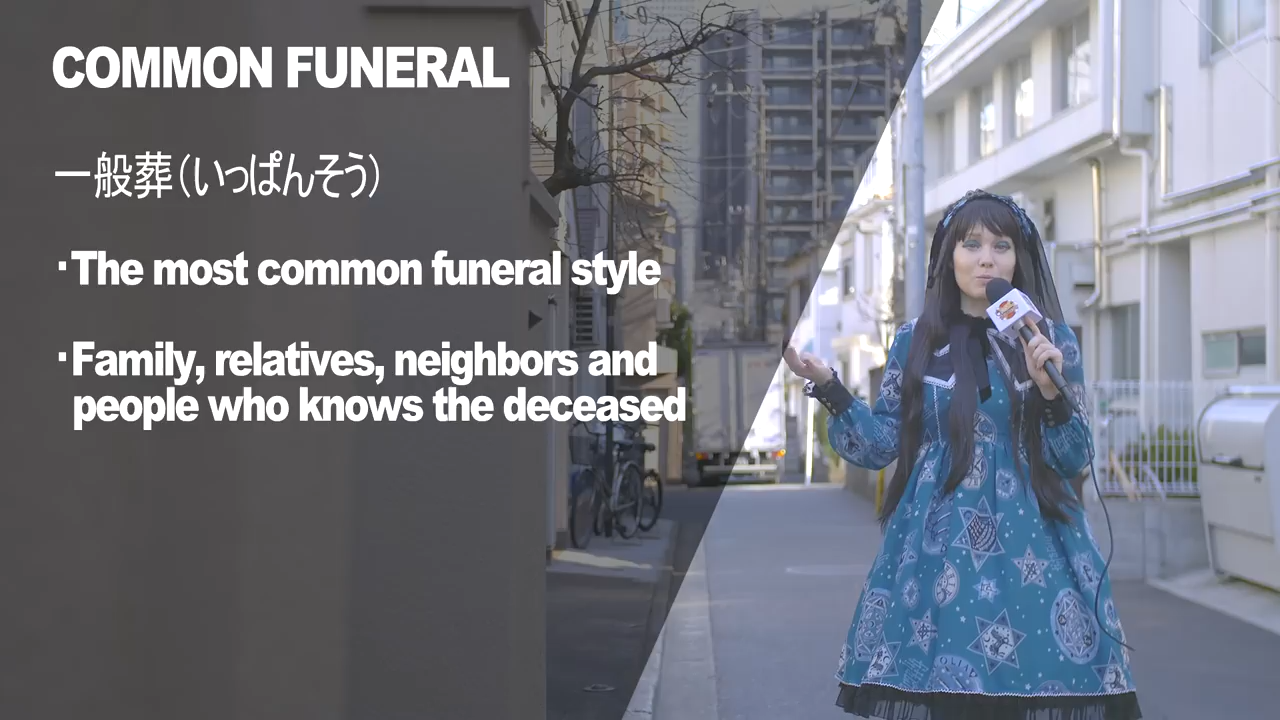 COMMON FUNERAL
一般葬(いっぱんそう)
・The most common funeral style
・Family, relatives, neighbors and
people who knows the deceased